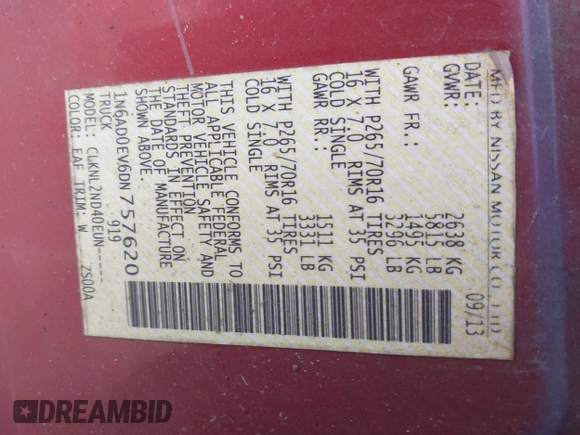 MFD BY NISSAN MOTOR CO., LTD
DATE: 09/13
GVWR: 2638 KG
5815 LB
GAWR FR.: 1495 KG
3296 LB
WITH P265/70R16 TIRES
16 X 7.0 RIMS AT 35 PSI
COLD SINGLE
GAWR RR.: 1511 KG
3331 LB
WITH P265/70R16 TIRES
16 X 7.0 RIMS AT 35 PSI
COLD SINGLE
THIS VEHICLE CONFORMS TO
ALL APPLICABLE FEDERAL
MOTOR VEHICLE SAFETY AND
THEFT PREVENTION
STANDARDS IN EFFECT ON
THE DATE OF MANUFACTURE
SHOWN ABOVE.
1N6AD0EV6DN757620
TRUCK 919
MODEL: CLKNL2ND40EUN-----
COLOR: EAF TRIM: W ZS00A
DREAMBID